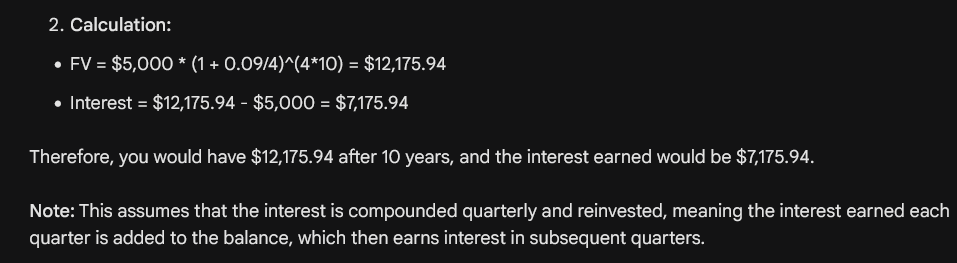 2. Calculation:
• FV = $5,000 * (1 + 0.09/4)^(4*10) = $12,175.94
• Interest = $12,175.94 - $5,000 = $7,175.94
Therefore, you would have $12,175.94 after 10 years, and the interest earned would be $7,175.94.
Note: This assumes that the interest is compounded quarterly and reinvested, meaning the interest earned each
quarter is added to the balance, which then earns interest in subsequent quarters.